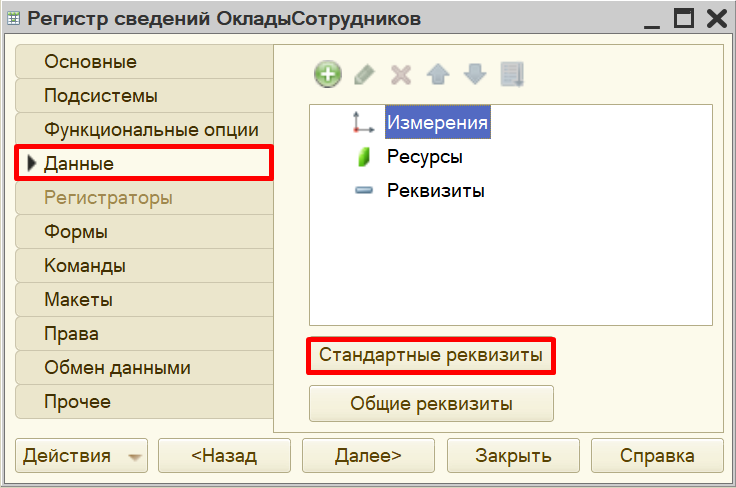 Регистр сведений ОкладыСотрудников
Основные
Подсистемы
Функциональные опции
Данные
Регистраторы
Формы
Команды
Макеты
Права
Обмен данными
Прочее
Измерения
Ресурсы
Реквизиты
Стандартные реквизиты
Общие реквизиты
Действия
<Назад
Далее>
Закрыть
Справка